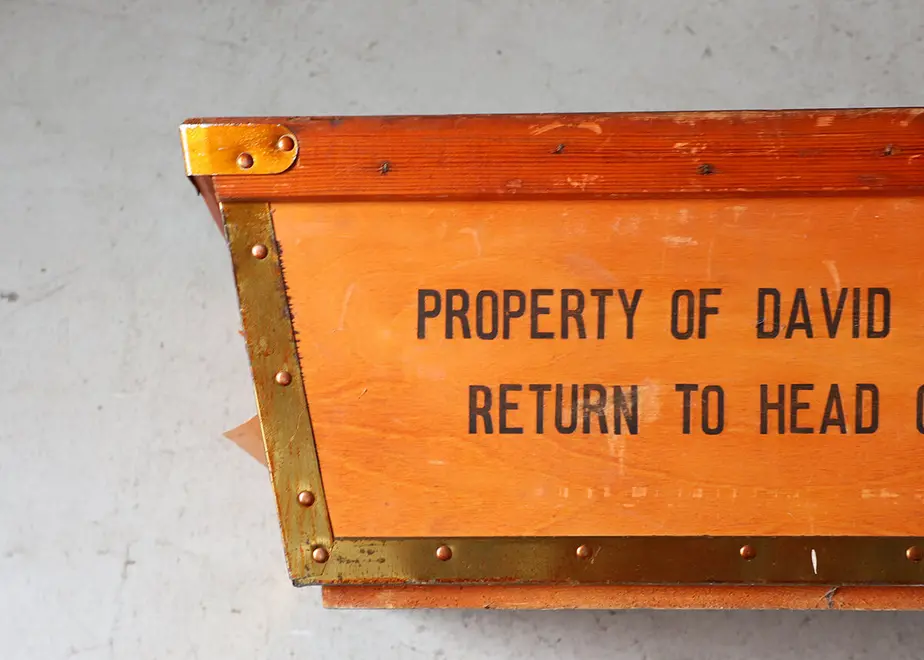 PROPERTY OF DAVID
RETURN TO HEAD